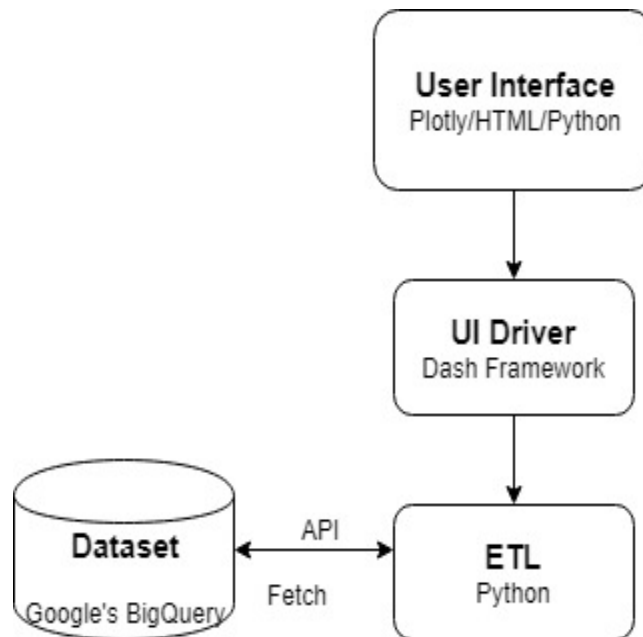 User Interface
Plotly/HTML/Python
UI Driver
Dash Framework
Dataset
Google's BigQuery
API
Fetch
ETL
Python